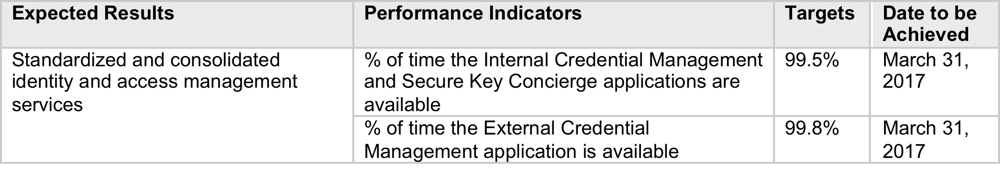 Expected Results
Performance Indicators
Targets
Date to be
Achieved
Standardized and consolidated
identity and access management
services
% of time the Internal Credential Management
and Secure Key Concierge applications are
available
99.5%
March 31,
2017
% of time the External Credential
Management application is available
99.8%
March 31,
2017